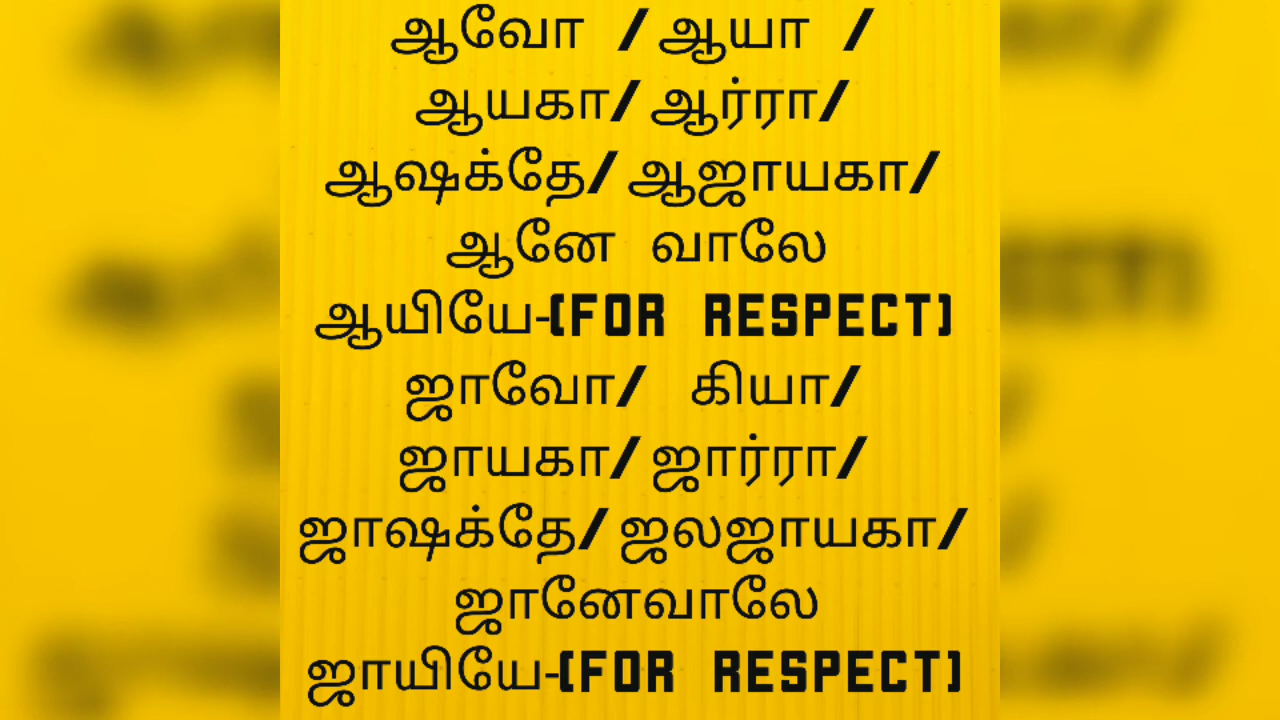 ஆவோ / ஆயா /
ஆயகா/ ஆர்ரா/
ஆஷக்தே/ ஆஜாயகா/
ஆனே வாலே
ஆயியே-(FOR RESPECT)
ஜாவோ/ கியா/
ஜாயகா/ ஜார்ரா/
ஜாஷக்தே/ ஜலஜாயகா/
ஜானேவாலே
ஜாயியே-(FOR RESPECT)